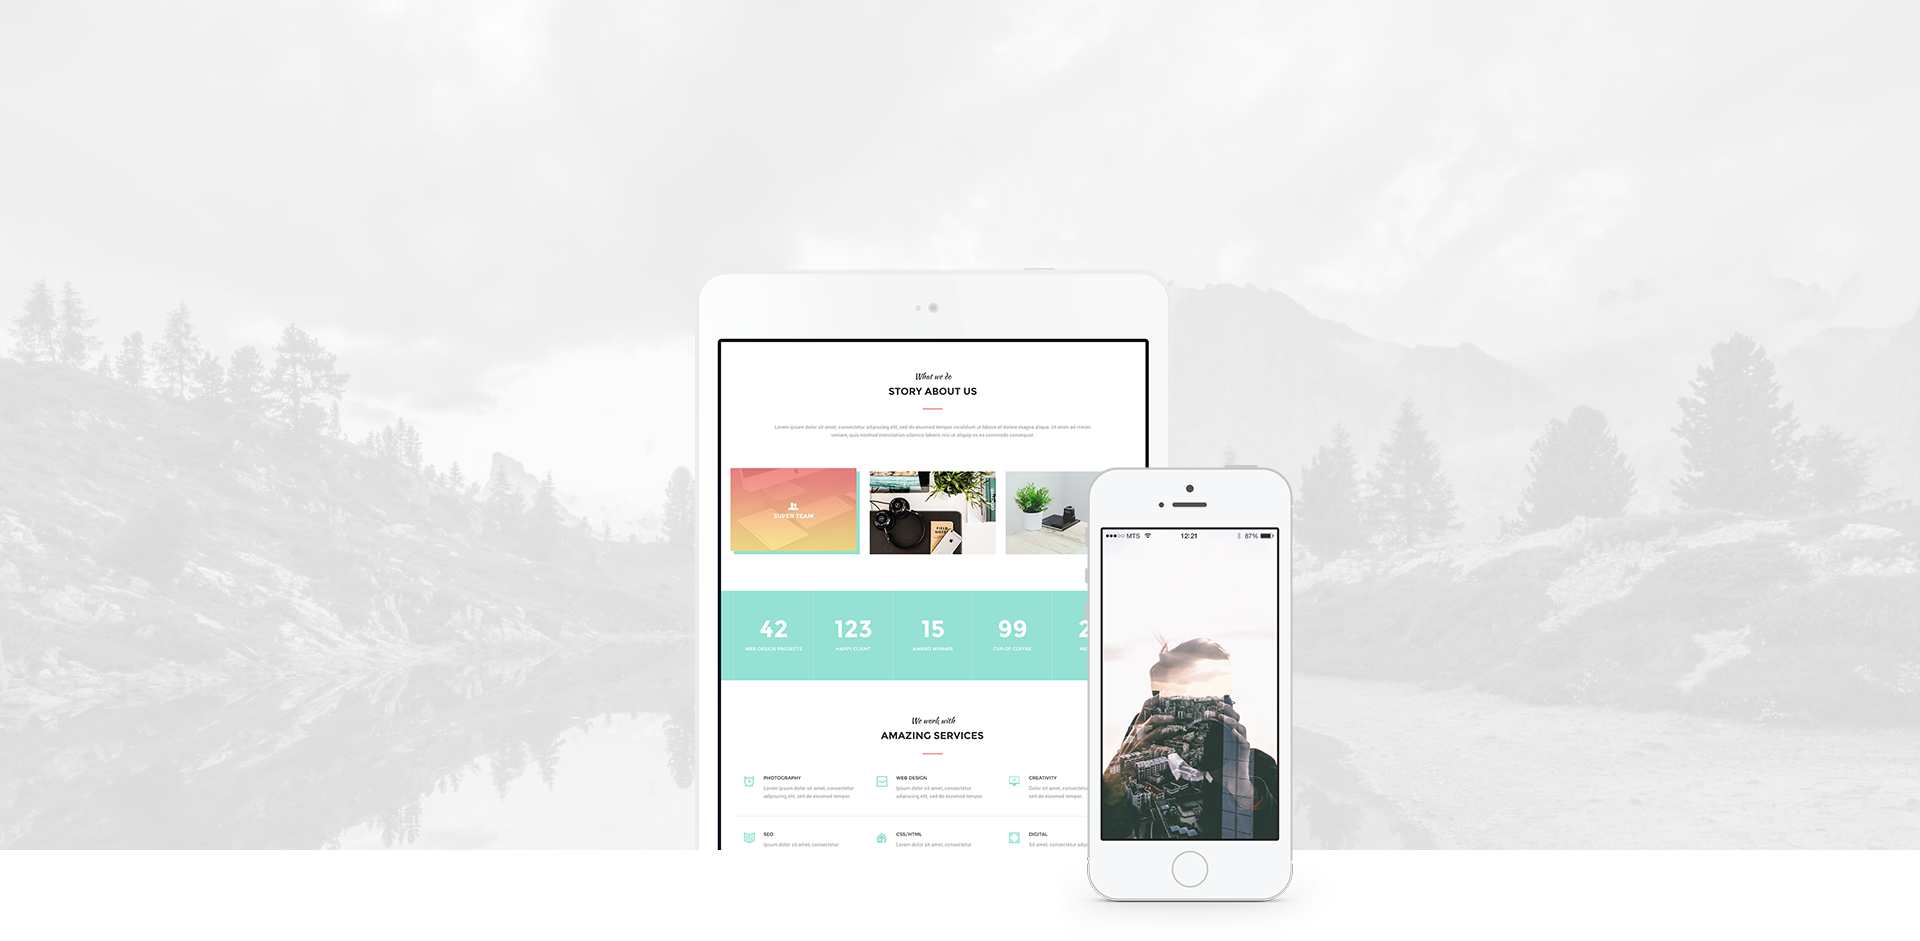 What we do
STORY ABOUT US
Lorem ipsum dolor sit amet, consectetur adipiscing elit, sed do eiusmod tempor incididunt ut labore et dolore magna aliqua. Ut enim ad minim
veniam, quis nostrud exercitation ullamco laboris nisi ut aliquip ex ea commodo consequat.
SUPER TEAM
FIELD NOTES
42
WEB DESIGN PROJECTS
123
HAPPY CLIENT
15
AWARD WINNER
99
CUP OF COFFEE
2
ME
We work with
AMAZING SERVICES
PHOTOGRAPHY
Lorem ipsum dolor sit amet, consectetur
adipiscing elit, sed do eiusmod tempor.
WEB DESIGN
Ipsum dolor sit amet, consectetur
adipiscing elit, sed do eiusmod tempor.
CREATIVITY
Dolor sit amet, consectetu
sed do eiusmod tempor.
SEO
Ipsum dolor sit amet, consectetur
CSS/HTML
Lorem dolor sit amet, consectetur
DIGITAL
Sit amet, consectetur adip
MTS 12:21 87%